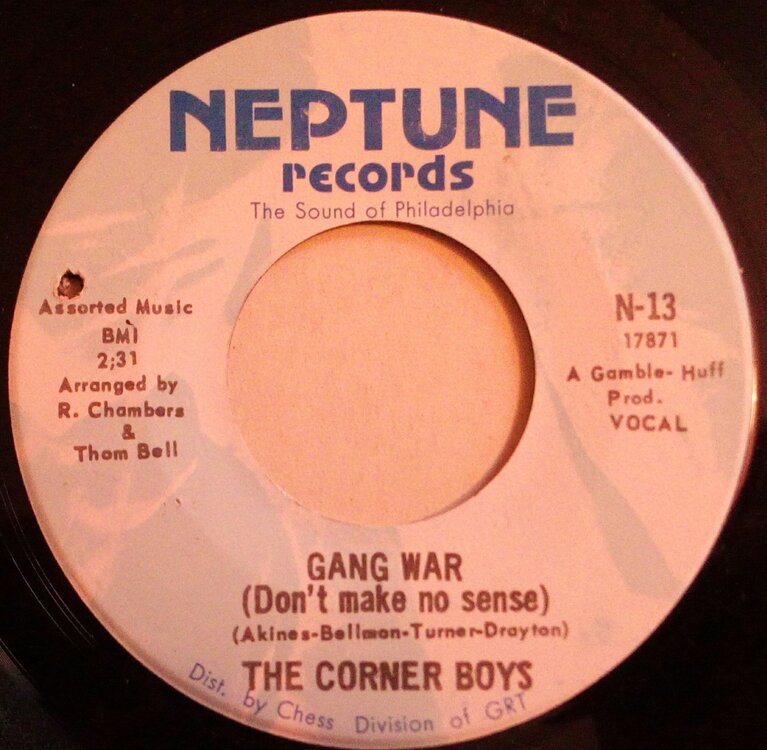 NEPTUNE
records
The Sound of Philadelphia
Assorted Music
BMI
2;31
Arranged by
R. Chambers
&
Thom Bell
N-13
17871
A Gamble-Huff
Prod.
VOCAL
GANG WAR
(Don't make no sense)
(Akines-Bellmon-Turner-Drayton)
THE CORNER BOYS
Dist. by Chess Division of GRT